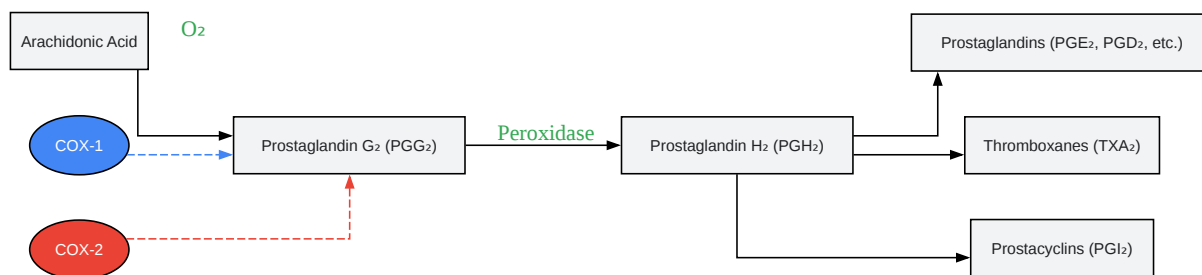 Arachidonic Acid
O₂
Prostaglandins (PGE₂, PGD₂, etc.)
COX-1
Prostaglandin G₂ (PGG₂)
Peroxidase
Prostaglandin H₂ (PGH₂)
Thromboxanes (TXA₂)
COX-2
Prostacyclins (PGI₂)